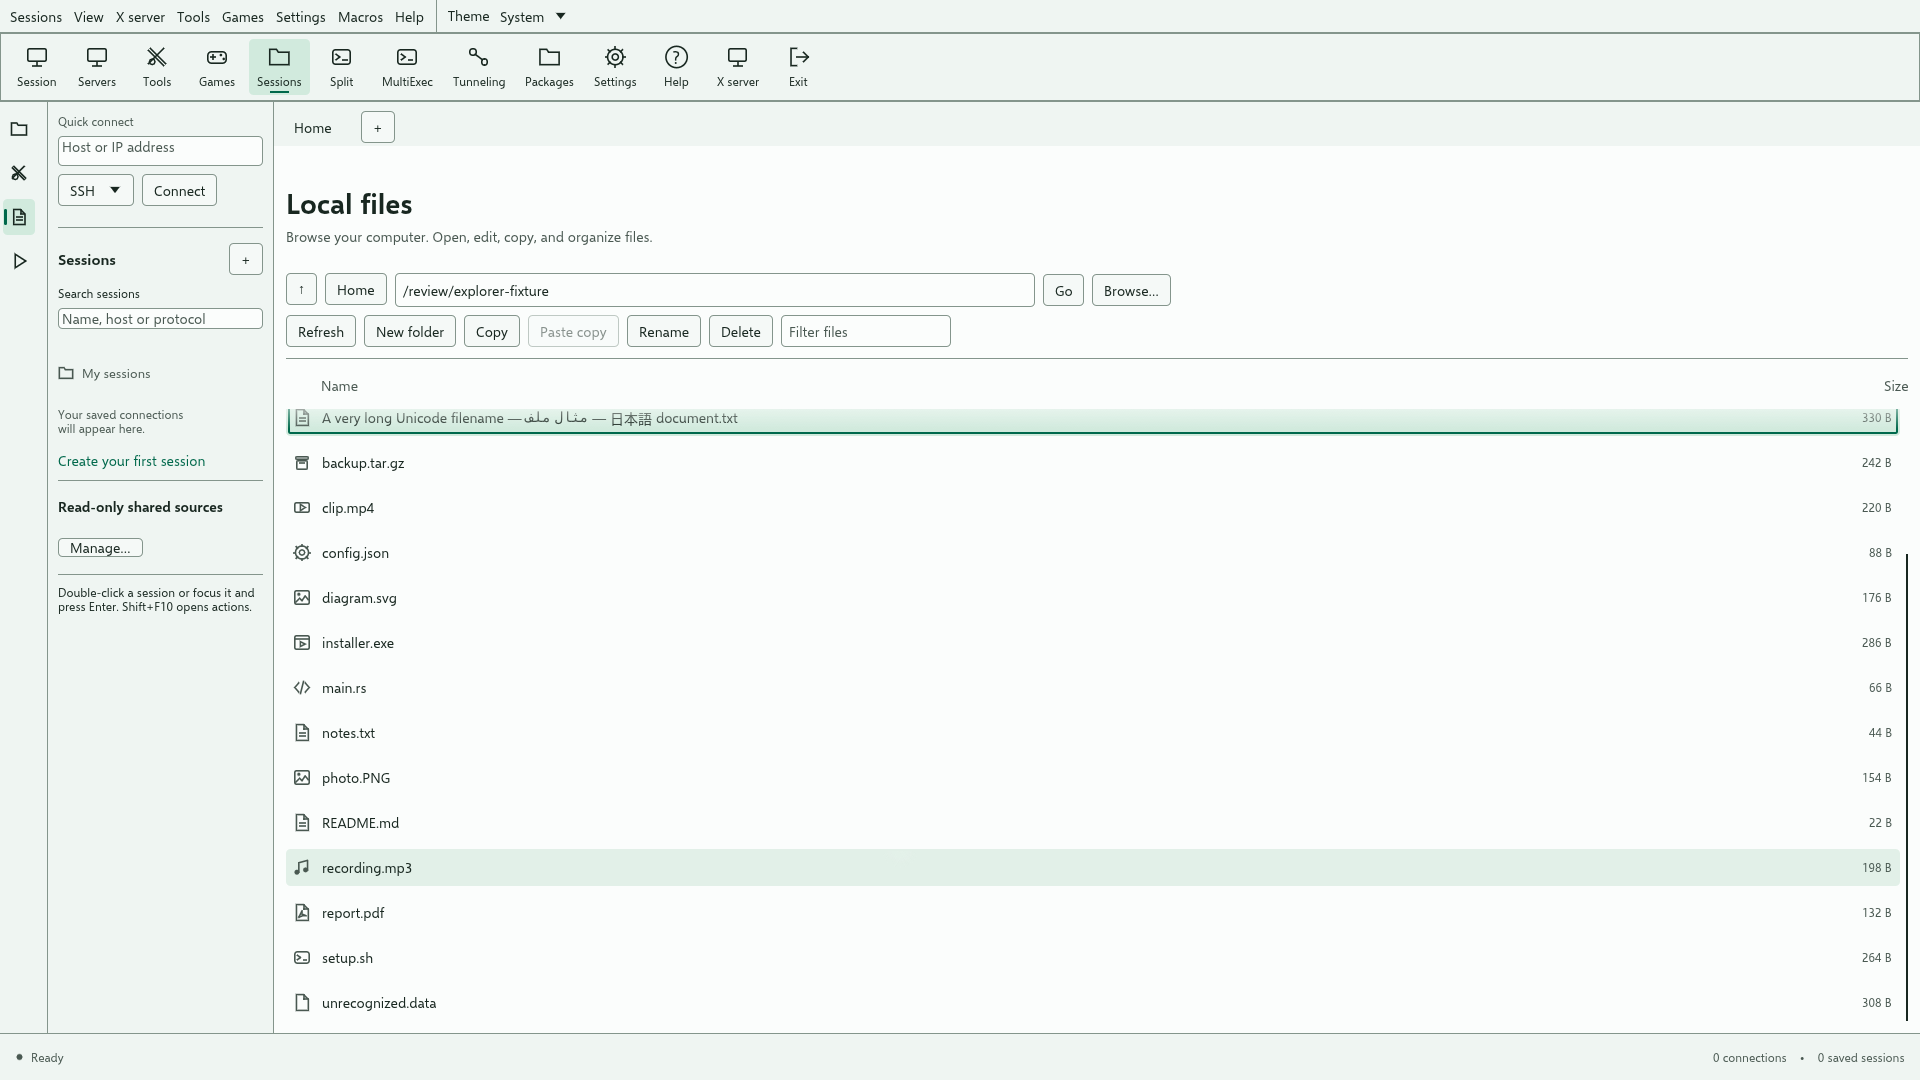 Sessions View X server Tools Games Settings Macros Help Theme System
Session Servers Tools Games Sessions Split MultiExec Tunneling Packages Settings Help X server Exit
Quick connect
Host or IP address
SSH Connect
Sessions +
Search sessions
Name, host or protocol
My sessions
Your saved connections
will appear here.
Create your first session
Read-only shared sources
Manage...
Double-click a session or focus it and
press Enter. Shift+F10 opens actions.
Home +
Local files
Browse your computer. Open, edit, copy, and organize files.
↑ Home /review/explorer-fixture Go Browse...
Refresh New folder Copy Paste copy Rename Delete Filter files
Name Size
A very long Unicode filename — مثال ملف — 日本語 document.txt 330 B
backup.tar.gz 242 B
clip.mp4 220 B
config.json 88 B
diagram.svg 176 B
installer.exe 286 B
main.rs 66 B
notes.txt 44 B
photo.PNG 154 B
README.md 22 B
recording.mp3 198 B
report.pdf 132 B
setup.sh 264 B
unrecognized.data 308 B
Ready 0 connections • 0 saved sessions